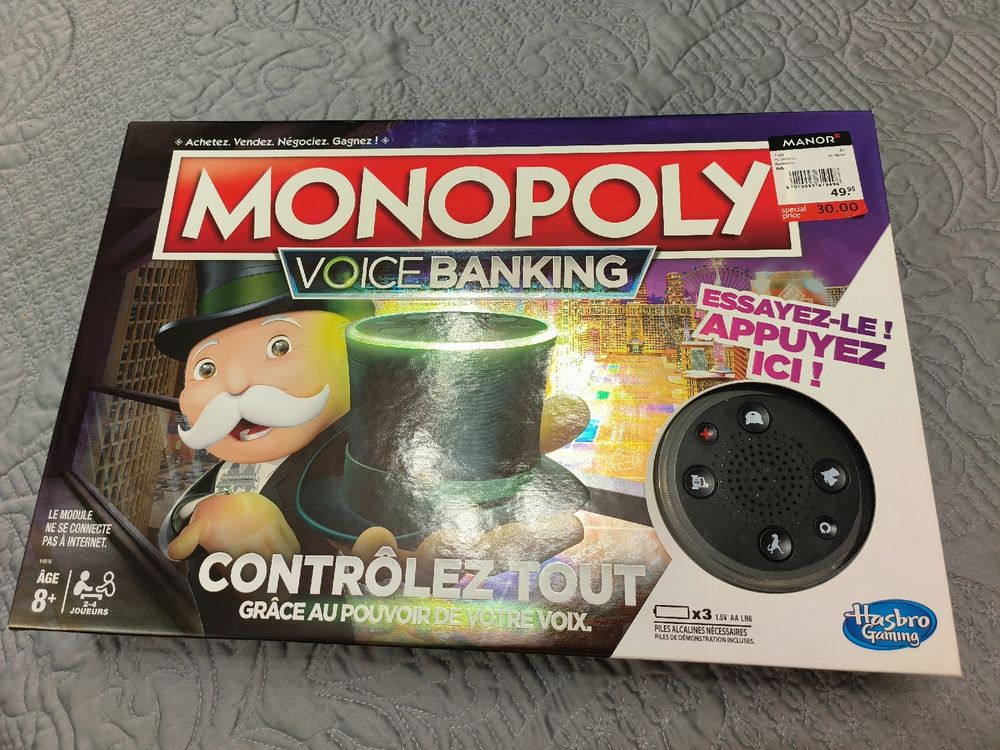 Achetez. Vendez. Négociez. Gagnez !
MONOPOLY
VOICE BANKING
MANOR
49.95
special price 30.00
ESSAYEZ-LE !
APPUYEZ
ICI !
LE MODULE
NE SE CONNECTE
PAS À INTERNET.
ÂGE
8+
2-4
JOUEURS
CONTRÔLEZ TOUT
GRÂCE AU POUVOIR DE VOTRE VOIX.
x3 1.5V AA LR6
PILES ALCALINES NÉCESSAIRES
PILES DE DÉMONSTRATION INCLUSES.
Hasbro
Gaming